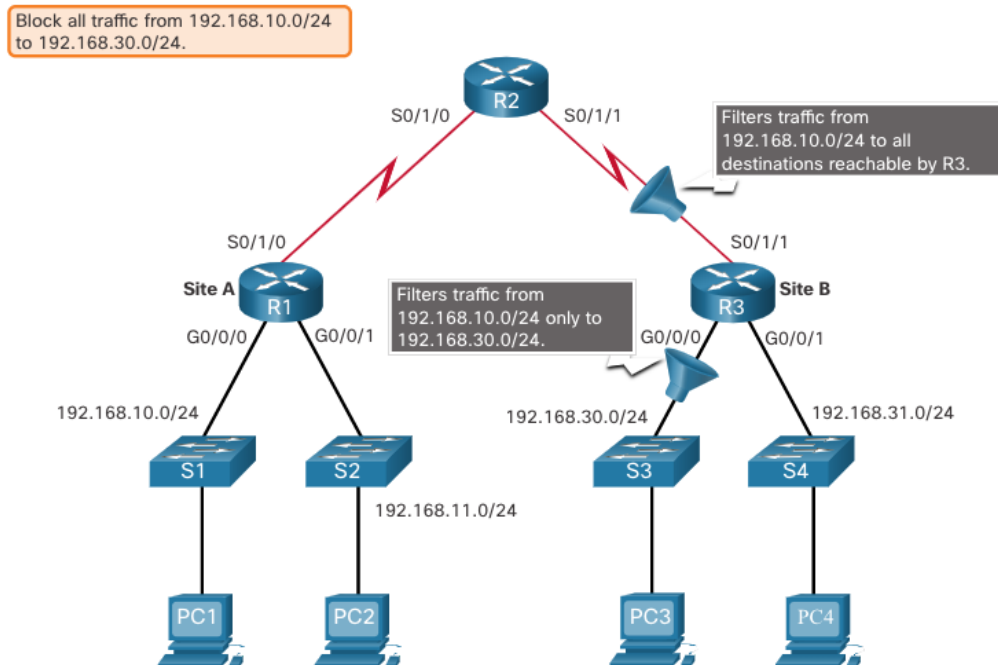 Block all traffic from 192.168.10.0/24
to 192.168.30.0/24.
R2
S0/1/0
S0/1/1
Filters traffic from
192.168.10.0/24 to all
destinations reachable by R3.
S0/1/0
S0/1/1
Site A
R1
Filters traffic from
192.168.10.0/24 only to
192.168.30.0/24.
R3
Site B
G0/0/0
G0/0/1
G0/0/0
G0/0/1
192.168.10.0/24
192.168.30.0/24
192.168.31.0/24
S1
S2
S3
S4
192.168.11.0/24
PC1
PC2
PC3
PC4